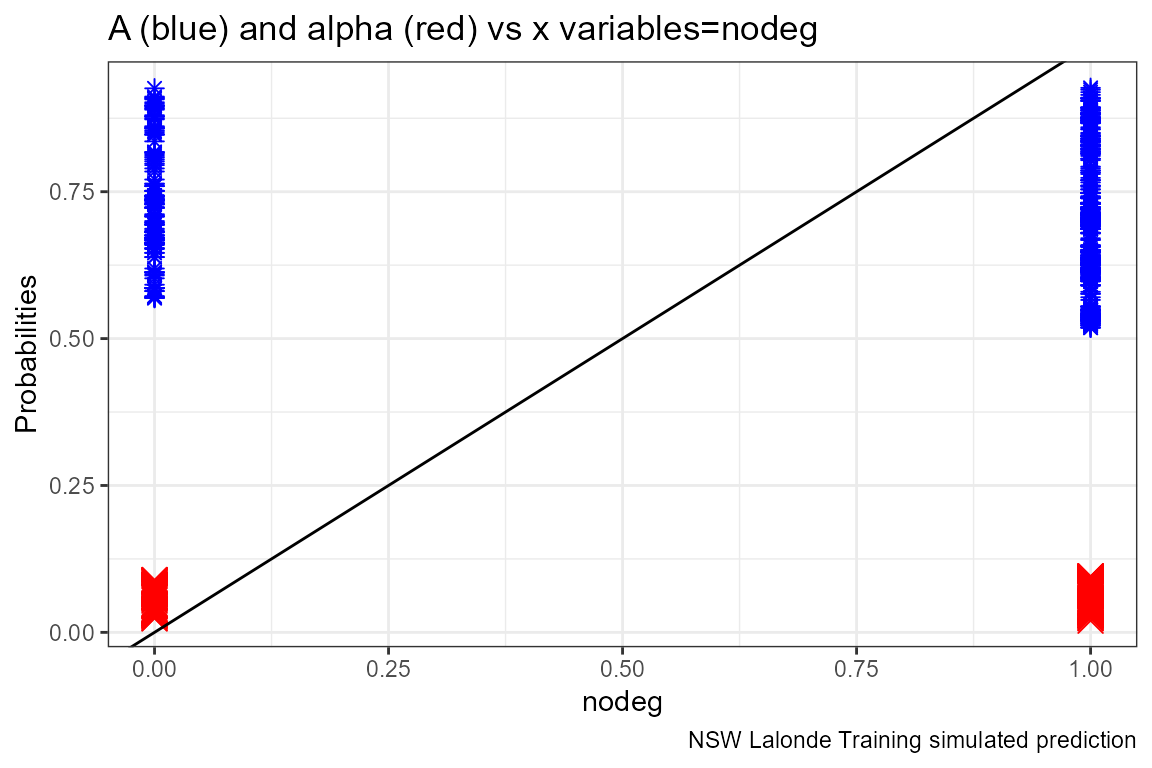 A (blue) and alpha (red) vs x variables=nodeg
Probabilities
0.75
0.50
0.25
0.00
0.00 0.25 0.50 0.75 1.00
nodeg
NSW Lalonde Training simulated prediction